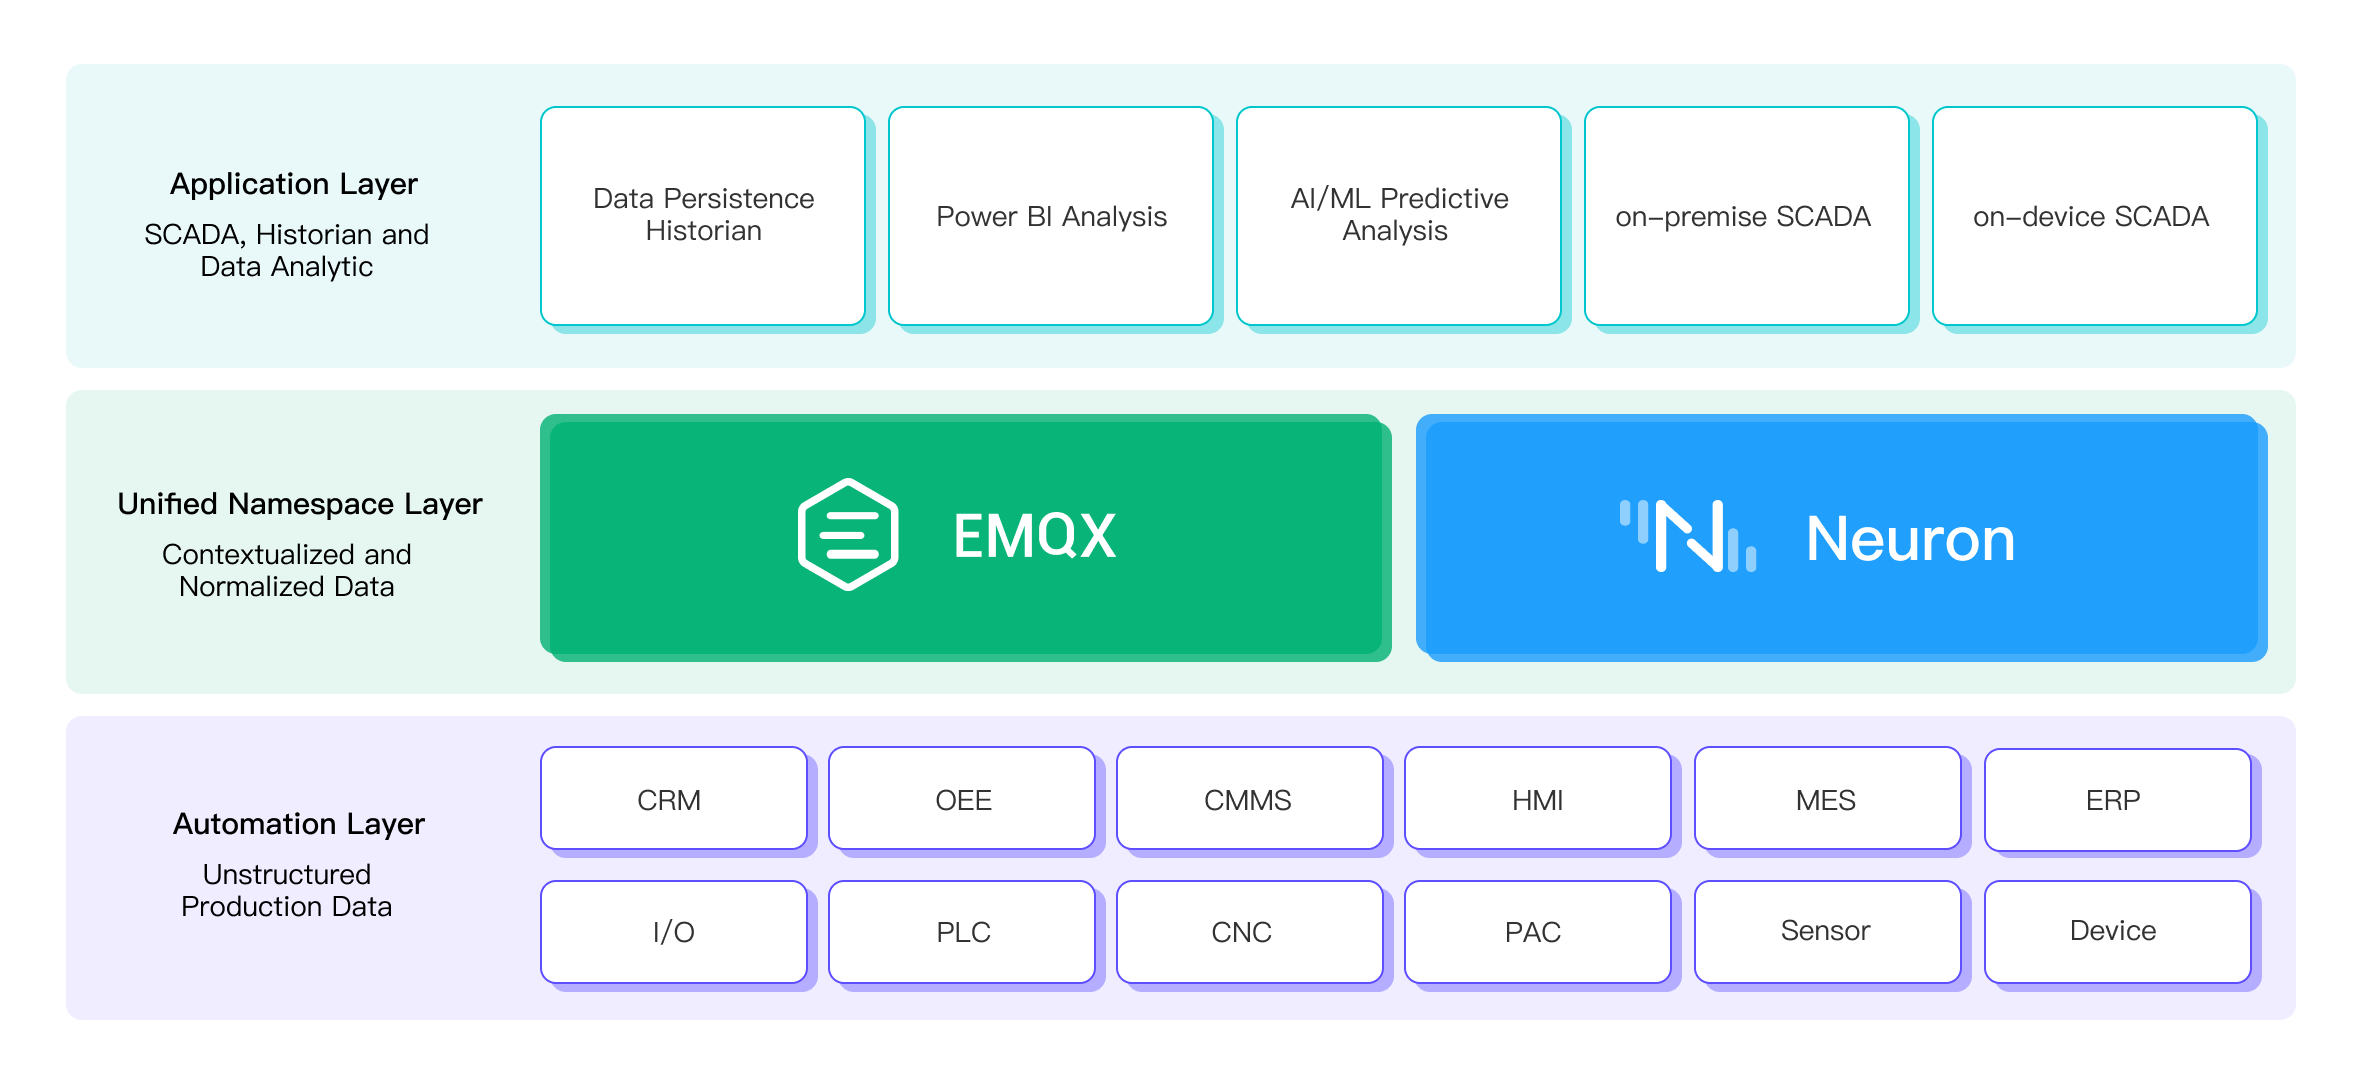 Application Layer
SCADA, Historian and
Data Analytic
Data Persistence
Historian
Power BI Analysis
AI/ML Predictive
Analysis
on-premise SCADA
on-device SCADA
Unified Namespace Layer
Contextualized and
Normalized Data
EMQX
Neuron
Automation Layer
Unstructured
Production Data
CRM
OEE
CMMS
HMI
MES
ERP
I/O
PLC
CNC
PAC
Sensor
Device